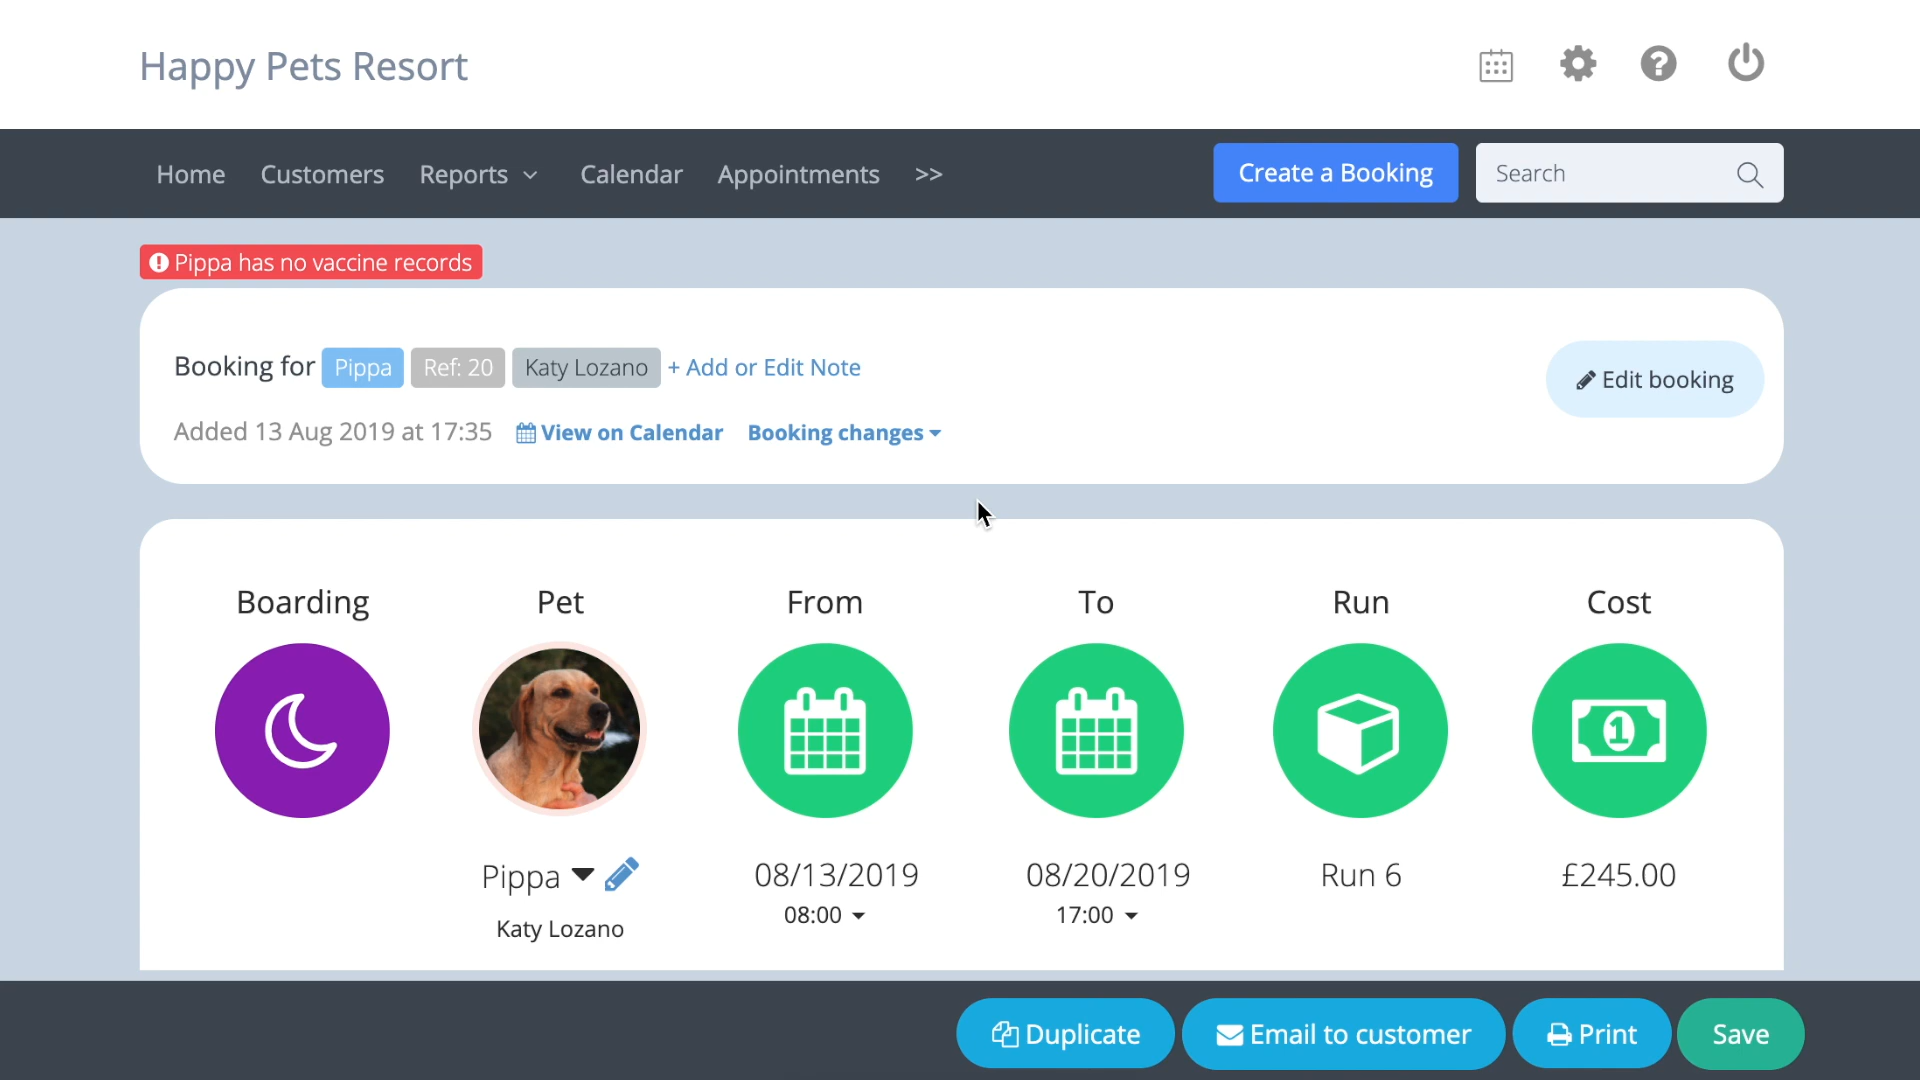 Happy Pets Resort
Home Customers Reports Calendar Appointments >> Create a Booking Search
Pippa has no vaccine records
Booking for Pippa Ref: 20 Katy Lozano + Add or Edit Note
Edit booking
Added 13 Aug 2019 at 17:35 View on Calendar Booking changes
Boarding Pet From To Run Cost
1
Pippa 08/13/2019 08/20/2019 Run 6 £245.00
08:00 17:00
Katy Lozano
Duplicate Email to customer Print Save